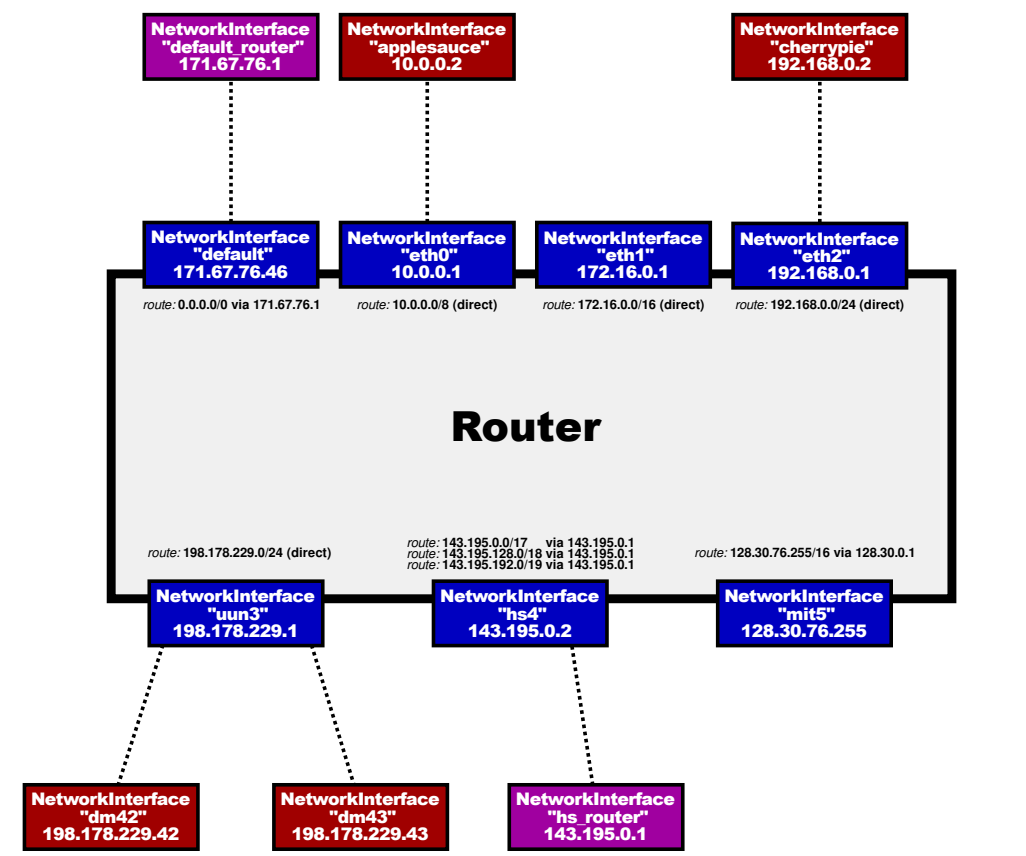 NetworkInterface
"default_router"
171.67.76.1
NetworkInterface
"applesauce"
10.0.0.2
NetworkInterface
"cherrypie"
192.168.0.2
NetworkInterface
"default"
171.67.76.46
NetworkInterface
"eth0"
10.0.0.1
NetworkInterface
"eth1"
172.16.0.1
NetworkInterface
"eth2"
192.168.0.1
route: 0.0.0.0/0 via 171.67.76.1
route: 10.0.0.0/8 (direct)
route: 172.16.0.0/16 (direct)
route: 192.168.0.0/24 (direct)
Router
route: 198.178.229.0/24 (direct)
route: 143.195.0.0/17 via 143.195.0.1
route: 143.195.128.0/18 via 143.195.0.1
route: 143.195.192.0/19 via 143.195.0.1
route: 128.30.76.255/16 via 128.30.0.1
NetworkInterface
"uun3"
198.178.229.1
NetworkInterface
"hs4"
143.195.0.2
NetworkInterface
"mit5"
128.30.76.255
NetworkInterface
"dm42"
198.178.229.42
NetworkInterface
"dm43"
198.178.229.43
NetworkInterface
"hs_router"
143.195.0.1